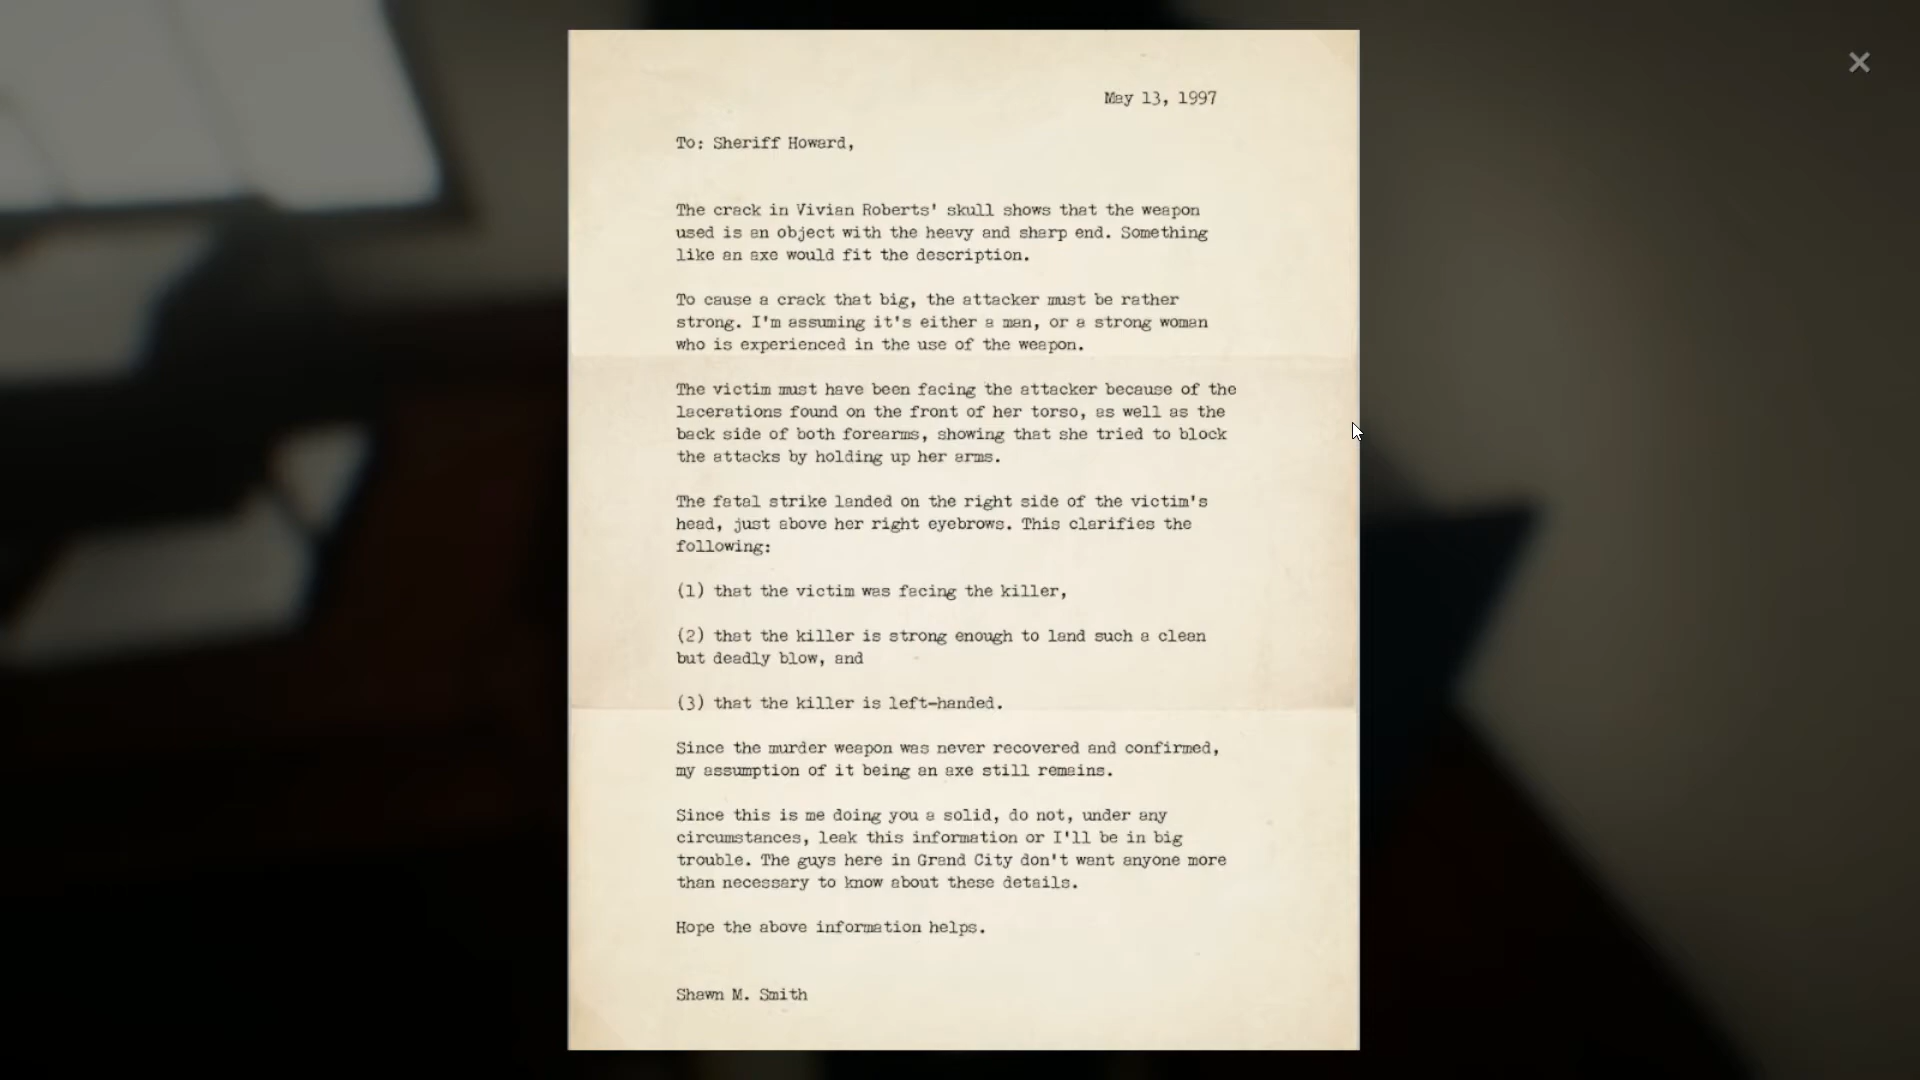 May 13, 1997
To: Sheriff Howard,
The crack in Vivian Roberts' skull shows that the weapon
used is an object with the heavy and sharp end. Something
like an axe would fit the description.
To cause a crack that big, the attacker must be rather
strong. I'm assuming it's either a man, or a strong woman
who is experienced in the use of the weapon.
The victim must have been facing the attacker because of the
lacerations found on the front of her torso, as well as the
back side of both forearms, showing that she tried to block
the attacks by holding up her arms.
The fatal strike landed on the right side of the victim's
head, just above her right eyebrows. This clarifies the
following:
(1) that the victim was facing the killer,
(2) that the killer is strong enough to land such a clean
but deadly blow, and
(3) that the killer is left-handed.
Since the murder weapon was never recovered and confirmed,
my assumption of it being an axe still remains.
Since this is me doing you a solid, do not, under any
circumstances, leak this information or I'll be in big
trouble. The guys here in Grand City don't want anyone more
than necessary to know about these details.
Hope the above information helps.
Shawn M. Smith